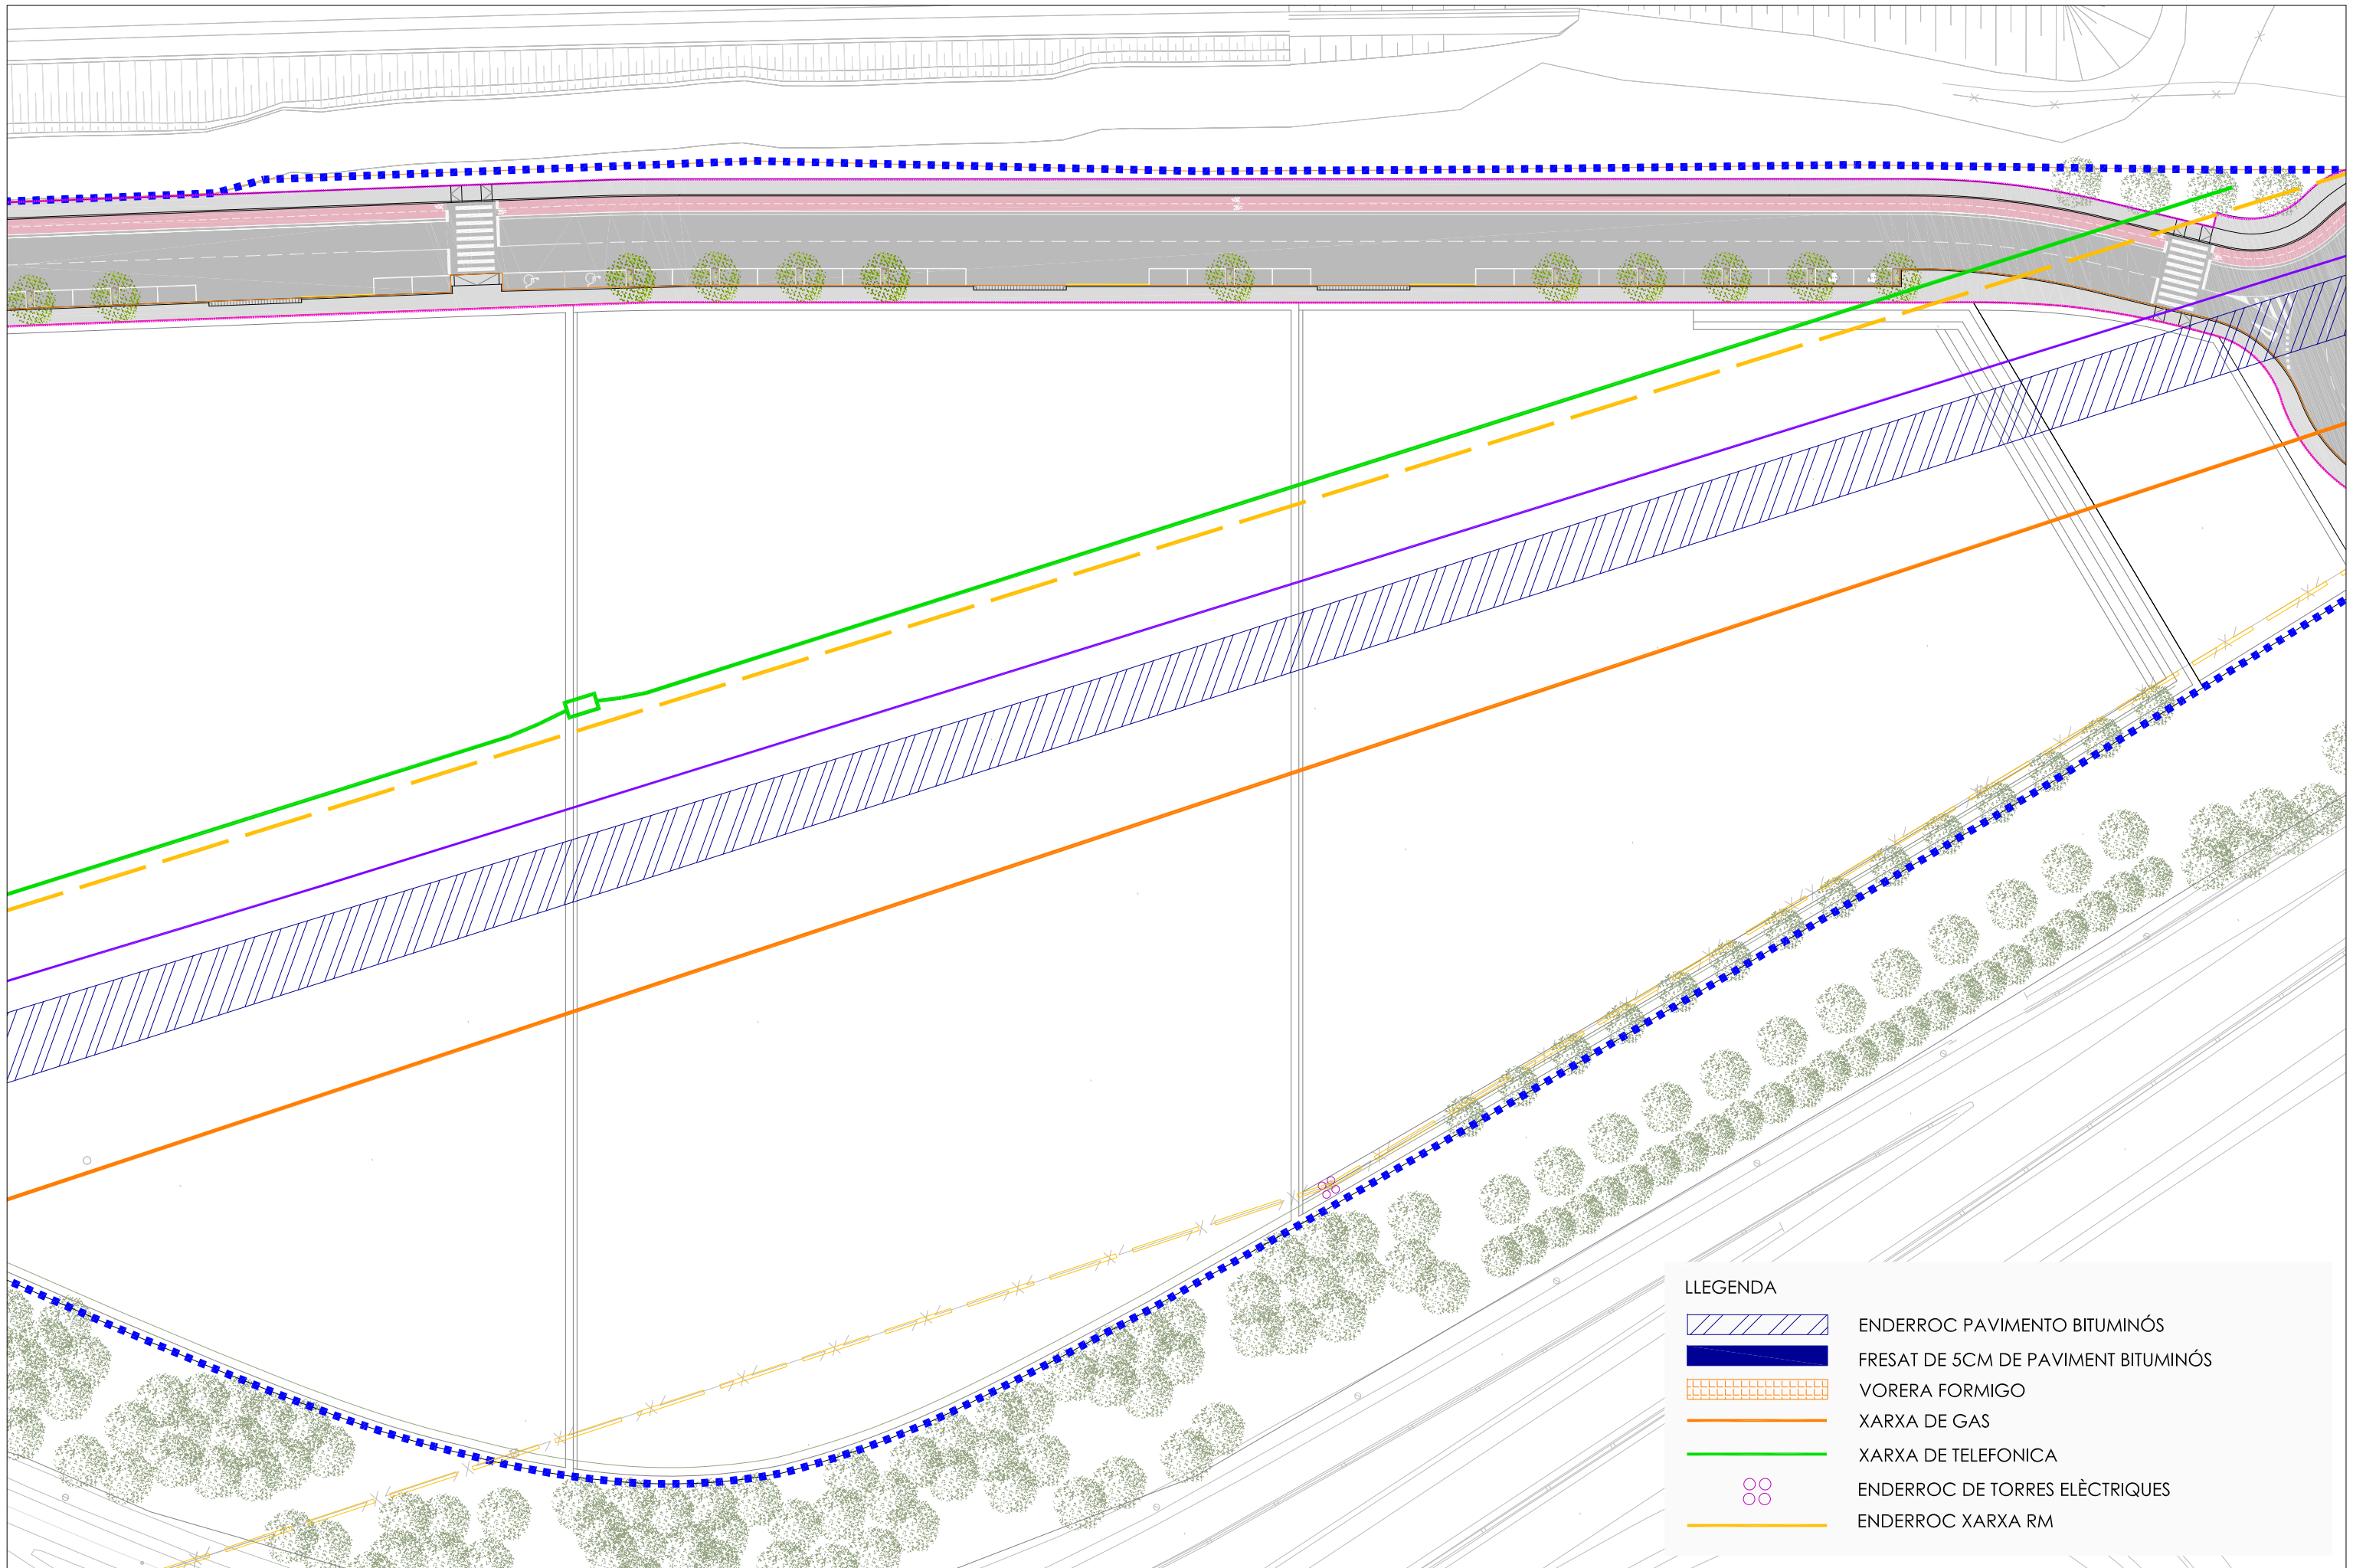 LLEGENDA
ENDERROC PAVIMENTO BITUMINÓS
FRESAT DE 5CM DE PAVIMENT BITUMINÓS
VORERA FORMIGO
XARXA DE GAS
XARXA DE TELEFONICA
ENDERROC DE TORRES ELÈCTRIQUES
ENDERROC XARXA RM